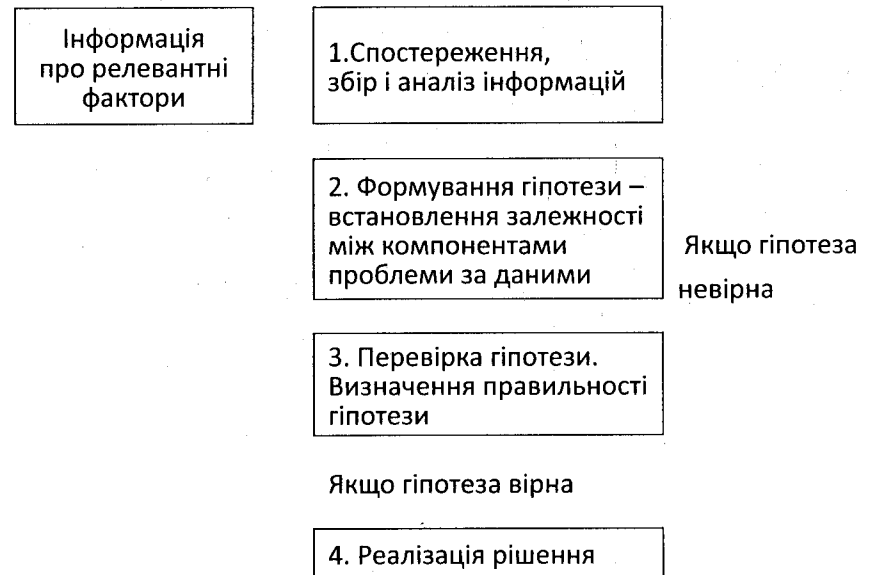 Інформація
про релевантні
фактори
1.Спостереження,
збір і аналіз інформацій
2. Формування гіпотези –
встановлення залежності
між компонентами
проблеми за даними
Якщо гіпотеза
невірна
3. Перевірка гіпотези.
Визначення правильності
гіпотези
Якщо гіпотеза вірна
4. Реалізація рішення